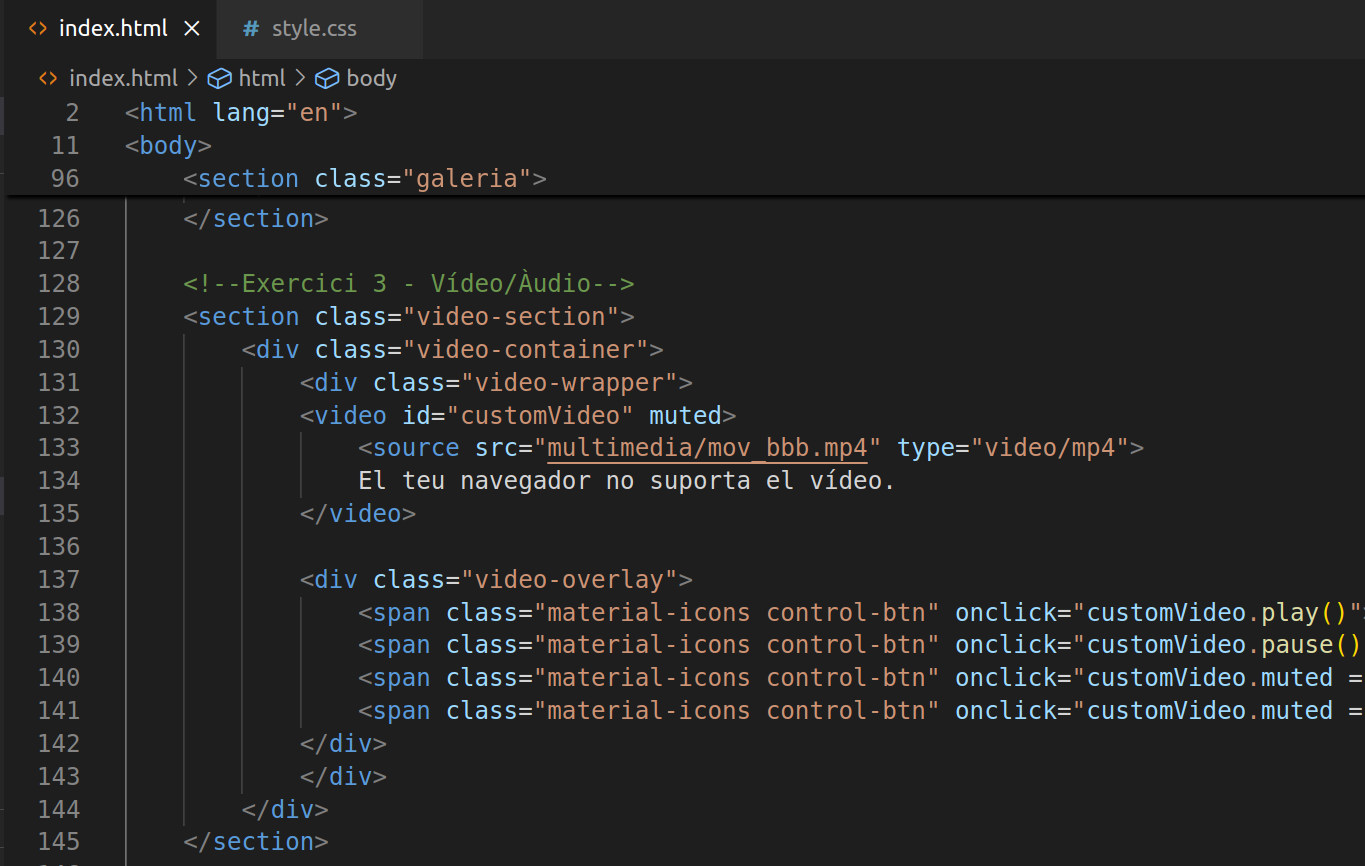 <> index.html ×
# style.css
<> index.html > html > body
2 <html lang="en">
11 <body>
96 <section class="galeria">
126 </section>
127
128 <!--Exercici 3 - Vídeo/Àudio-->
129 <section class="video-section">
130 <div class="video-container">
131 <div class="video-wrapper">
132 <video id="customVideo" muted>
133 <source src="multimedia/mov_bbb.mp4" type="video/mp4">
134 El teu navegador no suporta el vídeo.
135 </video>
136
137 <div class="video-overlay">
138 <span class="material-icons control-btn" onclick="customVideo.play()"
139 <span class="material-icons control-btn" onclick="customVideo.pause()
140 <span class="material-icons control-btn" onclick="customVideo.muted =
141 <span class="material-icons control-btn" onclick="customVideo.muted =
142 </div>
143 </div>
144 </div>
145 </section>